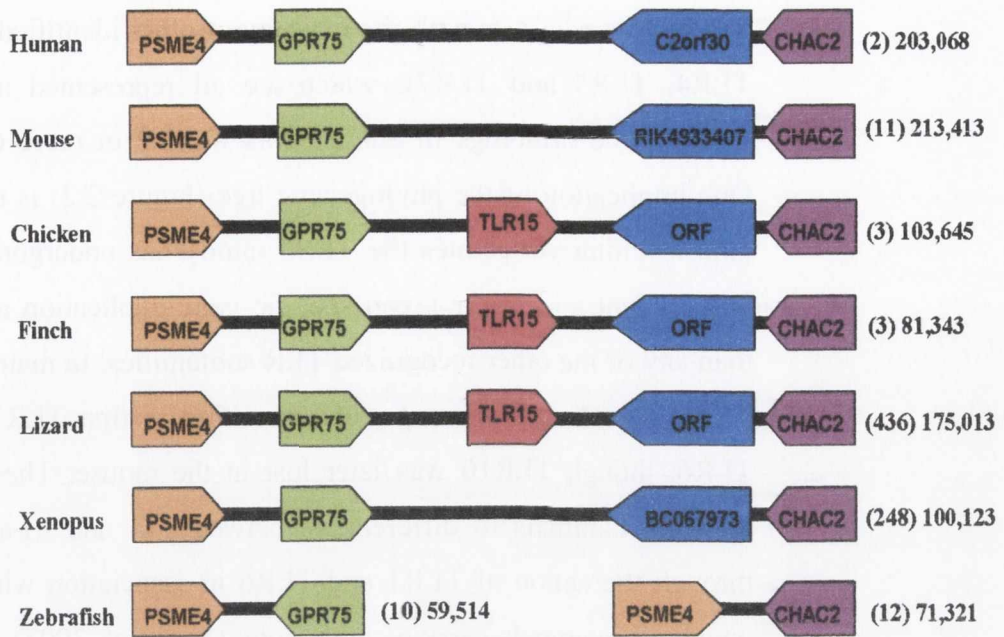 Human PSME4 GPR75 C2orf30 CHAC2 (2) 203,068
Mouse PSME4 GPR75 RIK4933407 CHAC2 (11) 213,413
Chicken PSME4 GPR75 TLR15 ORF CHAC2 (3) 103,645
Finch PSME4 GPR75 TLR15 ORF CHAC2 (3) 81,343
Lizard PSME4 GPR75 TLR15 ORF CHAC2 (436) 175,013
Xenopus PSME4 GPR75 BC067973 CHAC2 (248) 100,123
Zebrafish PSME4 GPR75 (10) 59,514 PSME4 CHAC2 (12) 71,321